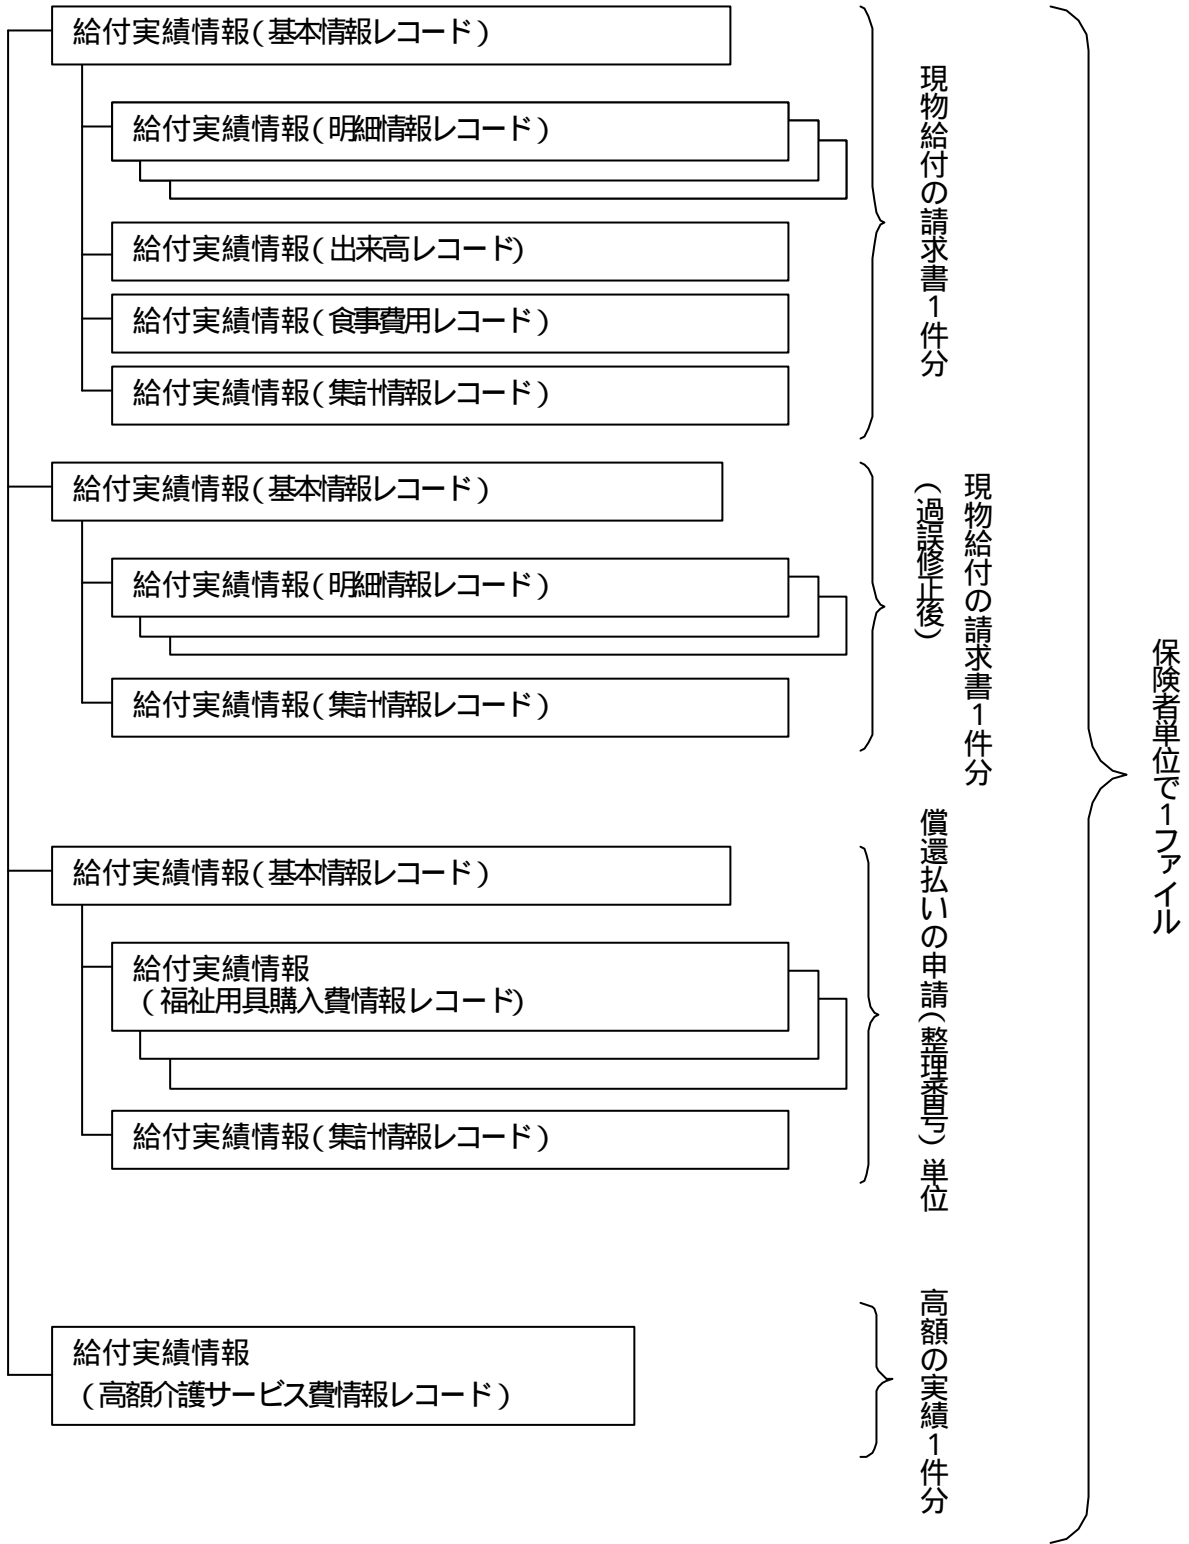 給付実績情報(基本情報レコード)
給付実績情報(明細情報レコード)
給付実績情報(出来高レコード)
給付実績情報(食事費用レコード)
給付実績情報(集計情報レコード)
現物給付の請求書1件分
給付実績情報(基本情報レコード)
給付実績情報(明細情報レコード)
給付実績情報(集計情報レコード)
現物給付の請求書1件分
(過誤修正後)
給付実績情報(基本情報レコード)
給付実績情報
(福祉用具購入費情報レコード)
給付実績情報(集計情報レコード)
償還払いの申請(整理番号)単位
給付実績情報
(高額介護サービス費情報レコード)
高額の実績1件分
保険者単位で1ファイル